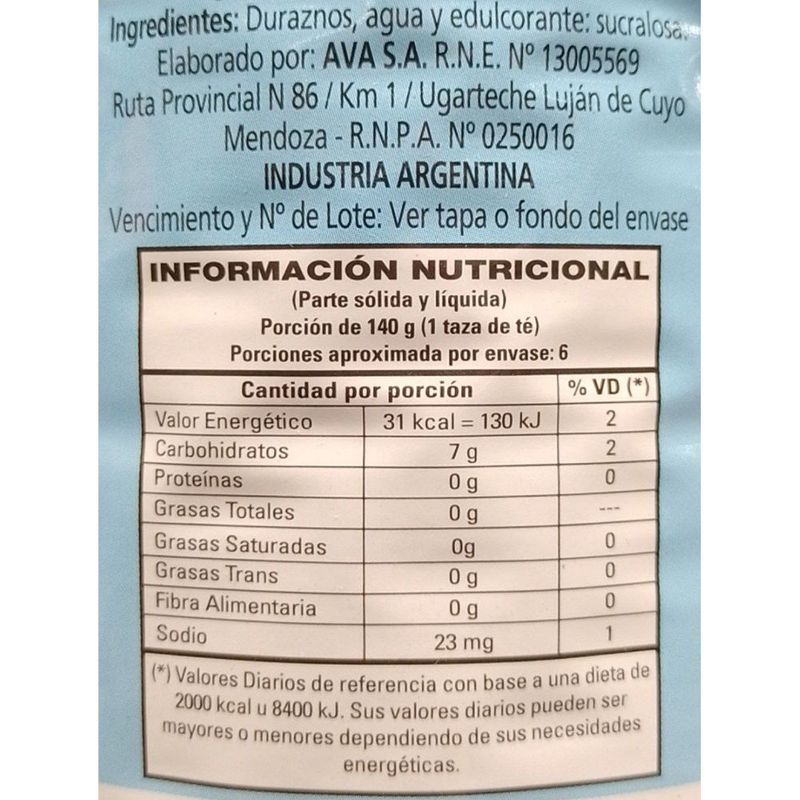 Ingredientes: Duraznos, agua y edulcorante: sucralosa.
Elaborado por: AVA S.A. R.N.E. Nº 13005569
Ruta Provincial N 86 / Km 1 / Ugarteche Luján de Cuyo
Mendoza - R.N.P.A. Nº 0250016
INDUSTRIA ARGENTINA
Vencimiento y Nº de Lote: Ver tapa o fondo del envase
INFORMACIÓN NUTRICIONAL
(Parte sólida y líquida)
Porción de 140 g (1 taza de té)
Porciones aproximada por envase: 6
Cantidad por porción % VD (*)
Valor Energético 31 kcal = 130 kJ 2
Carbohidratos 7 g 2
Proteínas 0 g 0
Grasas Totales 0 g ---
Grasas Saturadas 0g 0
Grasas Trans 0 g 0
Fibra Alimentaria 0 g 0
Sodio 23 mg 1
(*) Valores Diarios de referencia con base a una dieta de
2000 kcal u 8400 kJ. Sus valores diarios pueden ser
mayores o menores dependiendo de sus necesidades
energéticas.